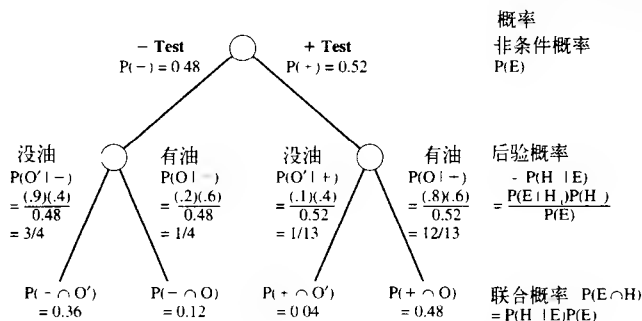 概率
− Test + Test 非条件概率
P(−) = 0.48 P(+) = 0.52 P(E)
没油 有油 没油 有油 后验概率
P(O'|−) P(O|−) P(O'|+) P(O|+) - P(H |E)
= (.9)(.4) = (.2)(.6) = (.1)(.4) = (.8)(.6) = P(E|H₁)P(H )
0.48 0.48 0.52 0.52 P(E)
= 3/4 = 1/4 = 1/13 = 12/13
P(− ∩ O') P(− ∩ O) P(+ ∩ O') P(+ ∩ O) 联合概率 P(E∩H)
= 0.36 = 0.12 = 0.04 = 0.48 = P(H |E)P(E)